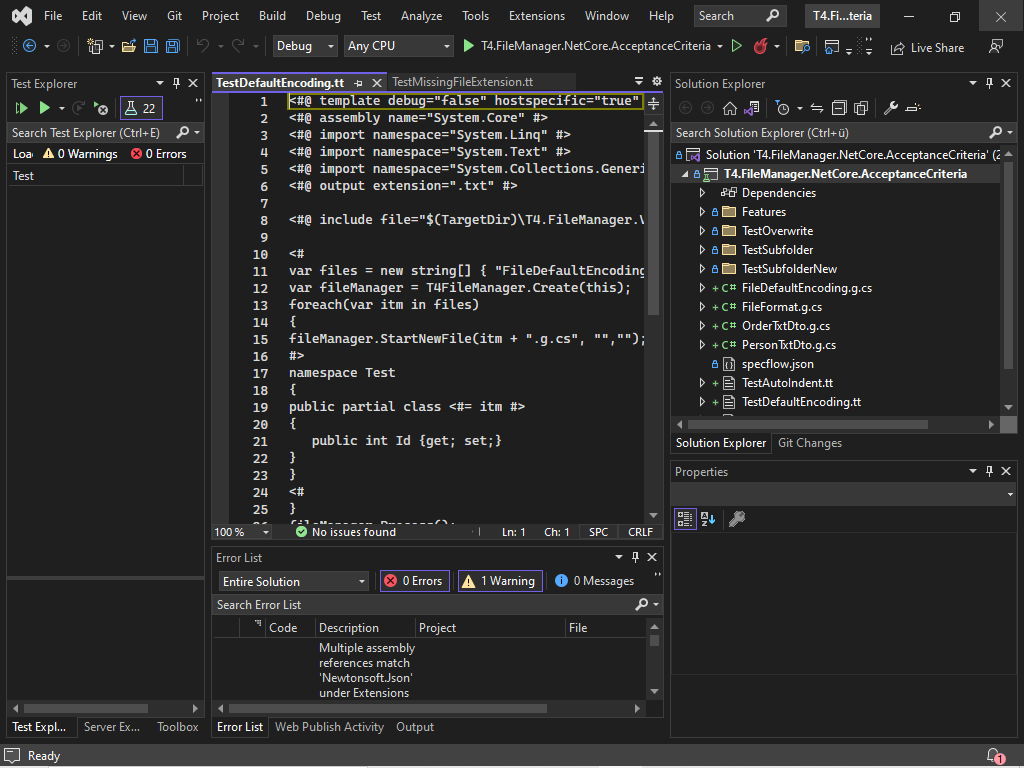 File Edit View Git Project Build Debug Test Analyze Tools Extensions Window Help Search T4.Fi...teria
Debug Any CPU T4.FileManager.NetCore.AcceptanceCriteria Live Share
Test Explorer
22
Search Test Explorer (Ctrl+E)
Loa 0 Warnings 0 Errors
Test
TestDefaultEncoding.tt TestMissingFileExtension.tt
1 <#@ template debug="false" hostspecific="true"
2 <#@ assembly name="System.Core" #>
3 <#@ import namespace="System.Linq" #>
4 <#@ import namespace="System.Text" #>
5 <#@ import namespace="System.Collections.Generi
6 <#@ output extension=".txt" #>
7
8 <#@ include file="$(TargetDir)\T4.FileManager.V
9
10 <#
11 var files = new string[] { "FileDefaultEncoding
12 var fileManager = T4FileManager.Create(this);
13 foreach(var itm in files)
14 {
15 fileManager.StartNewFile(itm + ".g.cs", "","");
16 #>
17 namespace Test
18 {
19 public partial class <#= itm #>
20 {
21 public int Id {get; set;}
22 }
23 }
24 <#
25 }
26 fileManager.Process();
100 % No issues found Ln: 1 Ch: 1 SPC CRLF
Error List
Entire Solution 0 Errors 1 Warning 0 Messages
Search Error List
Code Description Project File
Multiple assembly
references match
'Newtonsoft.Json'
under Extensions
Test Expl... Server Ex... Toolbox
Error List Web Publish Activity Output
Solution Explorer
Search Solution Explorer (Ctrl+ü)
Solution 'T4.FileManager.NetCore.AcceptanceCriteria' (2
T4.FileManager.NetCore.AcceptanceCriteria
Dependencies
Features
TestOverwrite
TestSubfolder
TestSubfolderNew
C# FileDefaultEncoding.g.cs
C# FileFormat.g.cs
C# OrderTxtDto.g.cs
C# PersonTxtDto.g.cs
specflow.json
TestAutoIndent.tt
TestDefaultEncoding.tt
Solution Explorer Git Changes
Properties
Ready
1